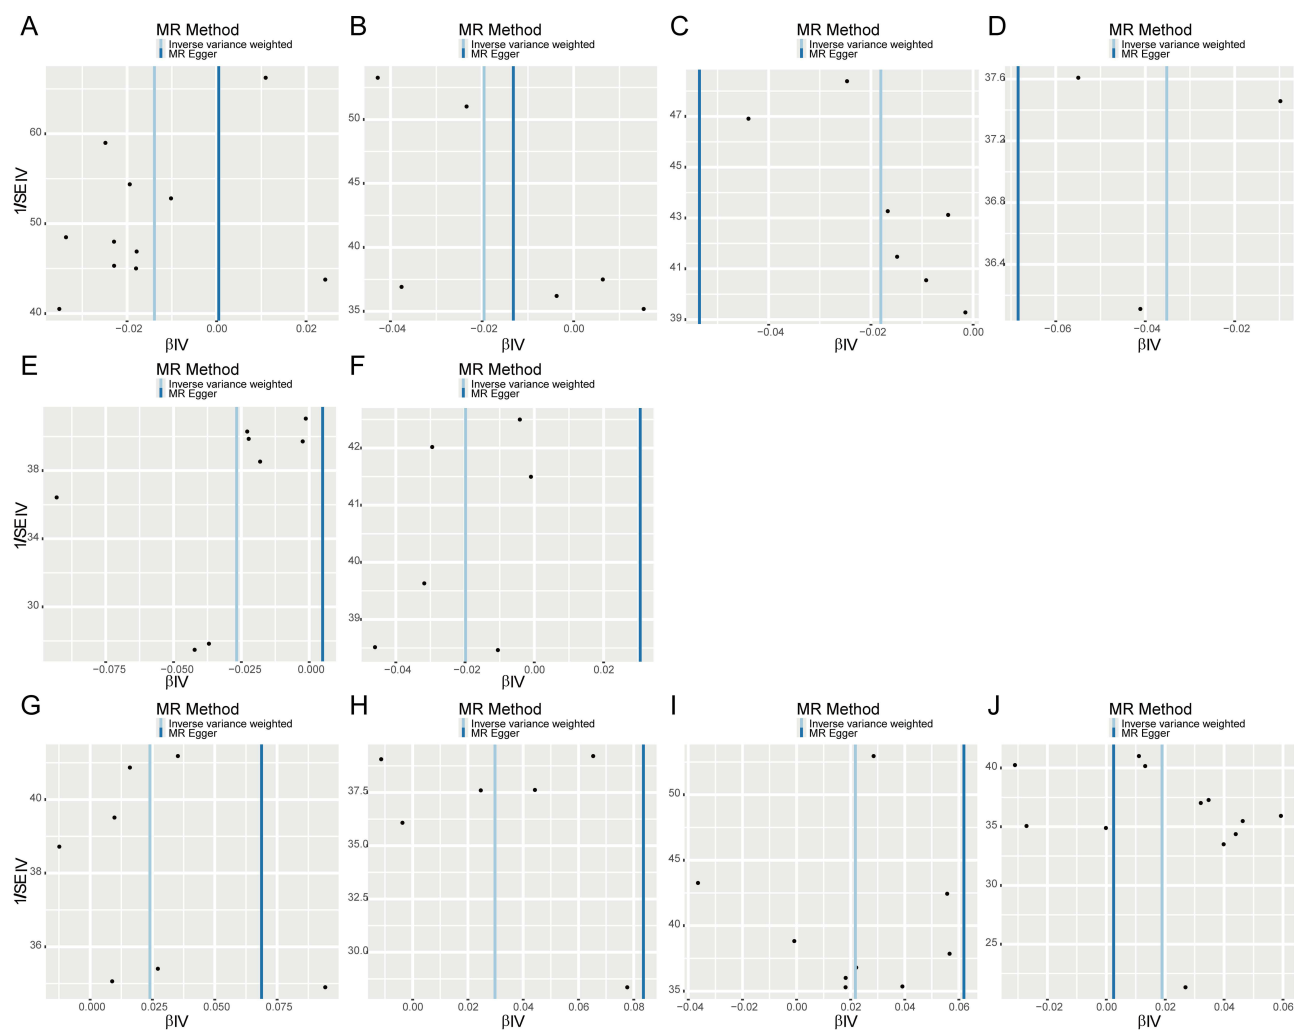 A
MR Method
Inverse variance weighted
MR Egger
60
50
40
1/SEIV
−0.02
0.00
0.02
βIV
B
MR Method
Inverse variance weighted
MR Egger
50
45
40
35
−0.04
−0.02
0.00
βIV
C
MR Method
Inverse variance weighted
MR Egger
47
45
43
41
39
−0.04
−0.02
0.00
βIV
D
MR Method
Inverse variance weighted
MR Egger
37.6
37.2
36.8
36.4
−0.06
−0.04
−0.02
βIV
E
MR Method
Inverse variance weighted
MR Egger
38
34
30
1/SEIV
−0.075
−0.050
−0.025
0.000
βIV
F
MR Method
Inverse variance weighted
MR Egger
42
41
40
39
−0.04
−0.02
0.00
0.02
βIV
G
MR Method
Inverse variance weighted
MR Egger
40
38
36
1/SEIV
0.000
0.025
0.050
0.075
βIV
H
MR Method
Inverse variance weighted
MR Egger
37.5
35.0
32.5
30.0
0.00
0.02
0.04
0.06
0.08
βIV
I
MR Method
Inverse variance weighted
MR Egger
50
45
40
35
−0.04
−0.02
0.00
0.02
0.04
0.06
βIV
J
MR Method
Inverse variance weighted
MR Egger
40
35
30
25
−0.02
0.00
0.02
0.04
0.06
βIV